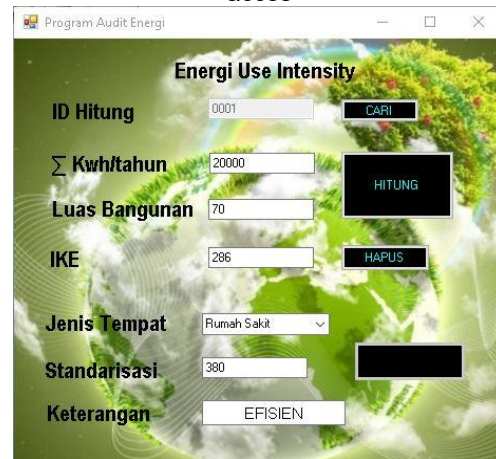 Program Audit Energi
Energi Use Intensity
ID Hitung 0001 CARI
∑ Kwh/tahun 20000
HITUNG
Luas Bangunan 70
IKE 286 HAPUS
Jenis Tempat Rumah Sakit
Standarisasi 380
Keterangan EFISIEN